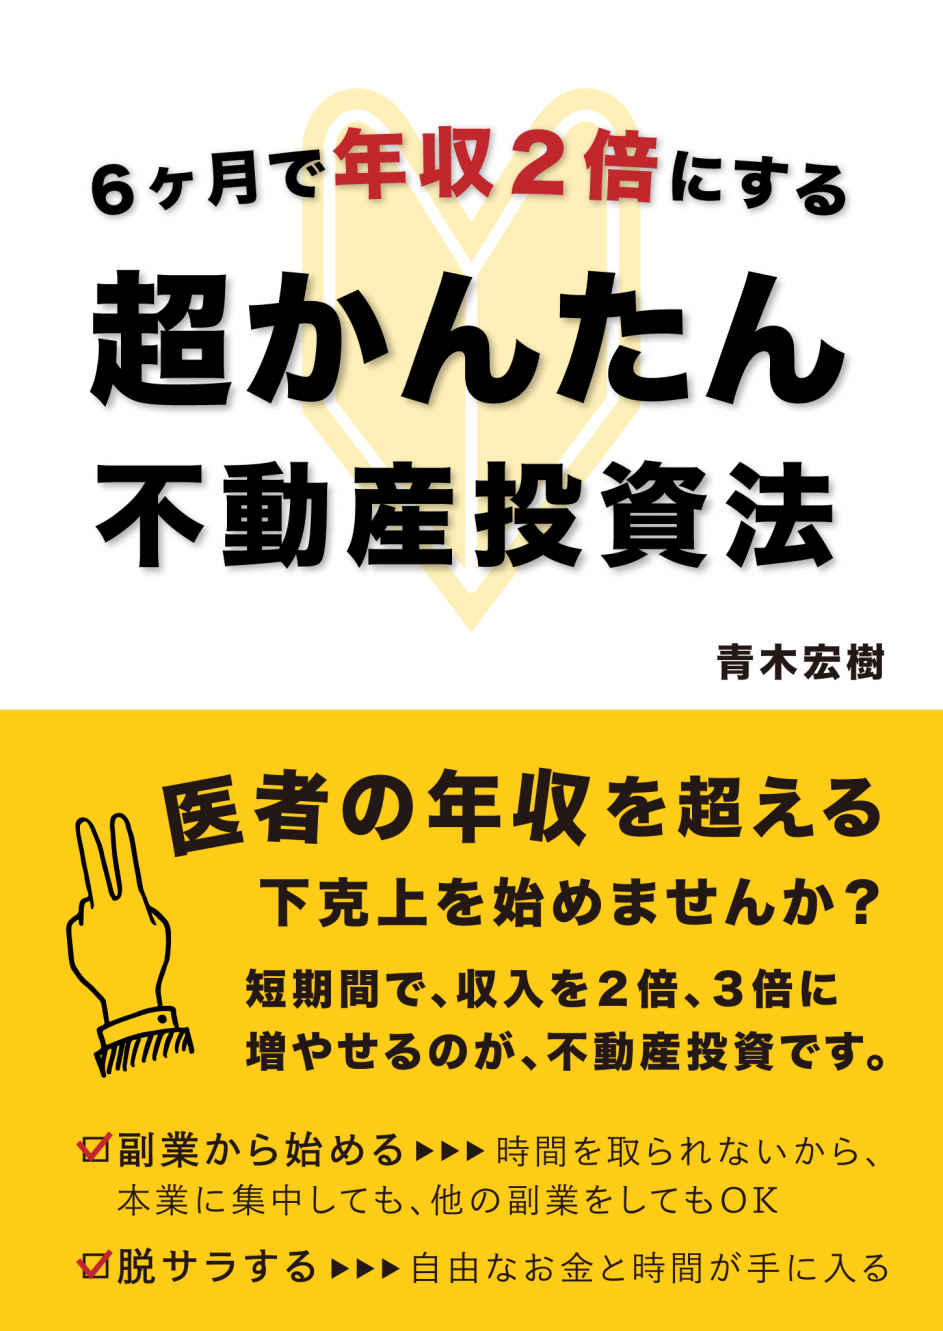 6ヶ月で年収2倍にする
超かんたん
不動産投資法
青木宏樹
医者の年収を超える
下克上を始めませんか?
短期間で、収入を2倍、3倍に
増やせるのが、不動産投資です。
副業から始める▶▶▶時間を取られないから、
本業に集中しても、他の副業をしてもOK
脱サラする▶▶▶自由なお金と時間が手に入る